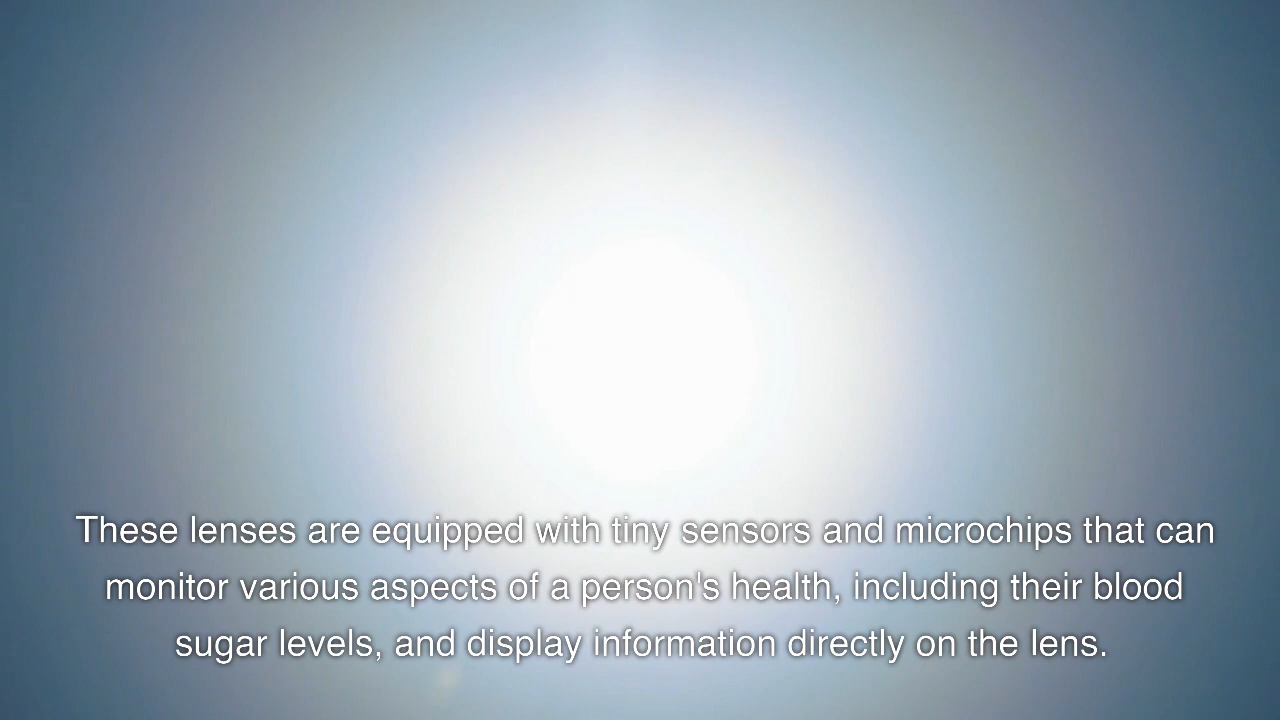 These lenses are equipped with tiny sensors and microchips that can
monitor various aspects of a person's health, including their blood
sugar levels, and display information directly on the lens.